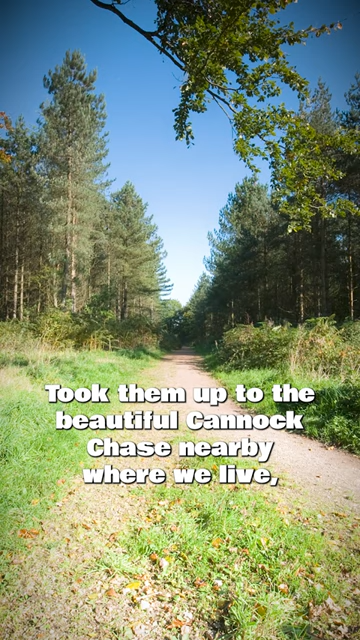 Took them up to the
beautiful Cannock
Chase nearby
where we live,